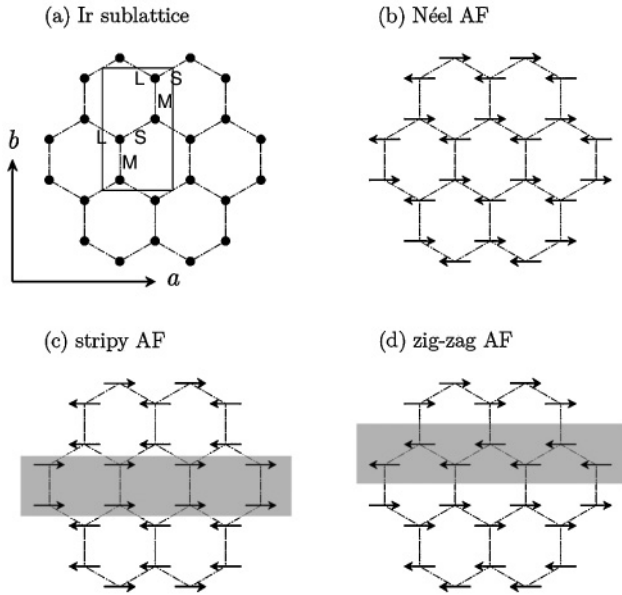 (a) Ir sublattice
(b) Néel AF
L S
M
L S
M
b
a
(c) stripy AF
(d) zig-zag AF